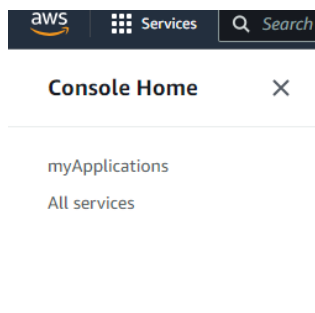 aws Services Search
Console Home
myApplications
All services